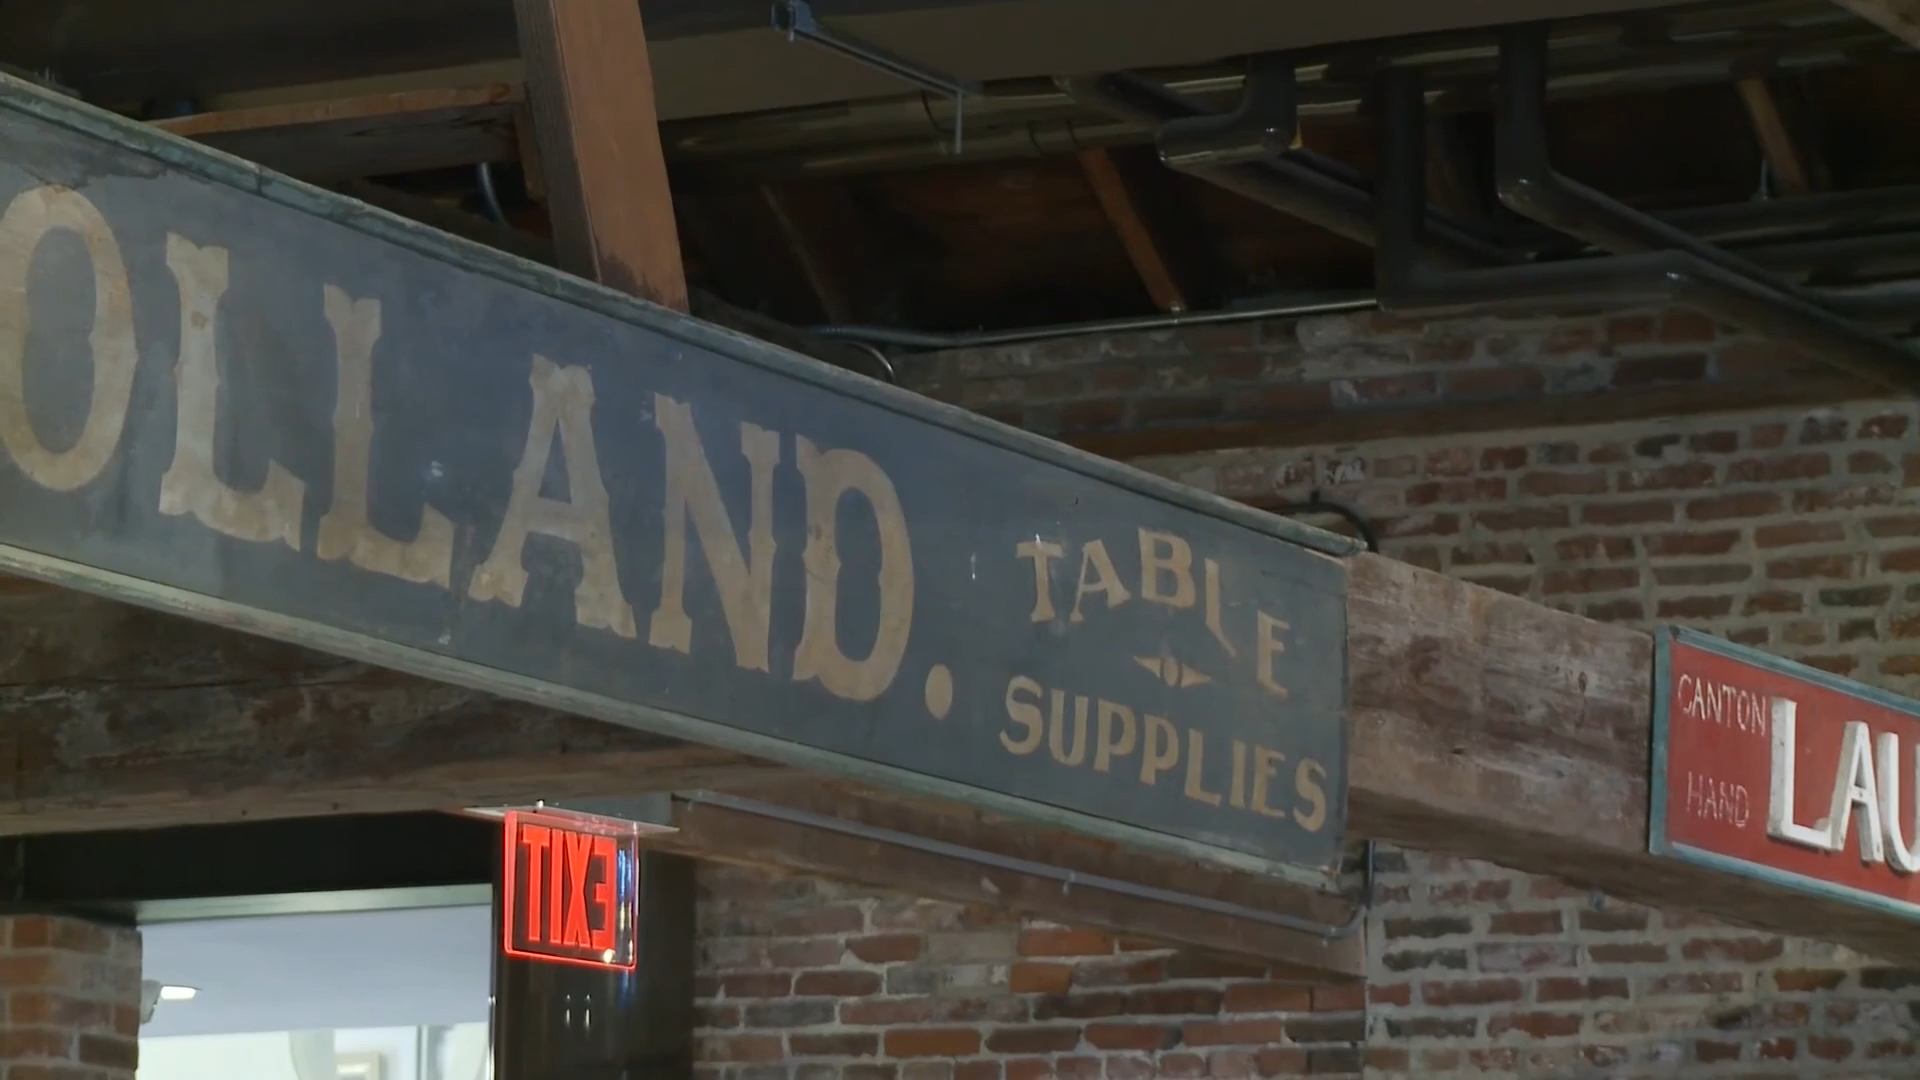 OLLAND.
TABLE
SUPPLIES
CANTON
HAND
LAU
EXIT